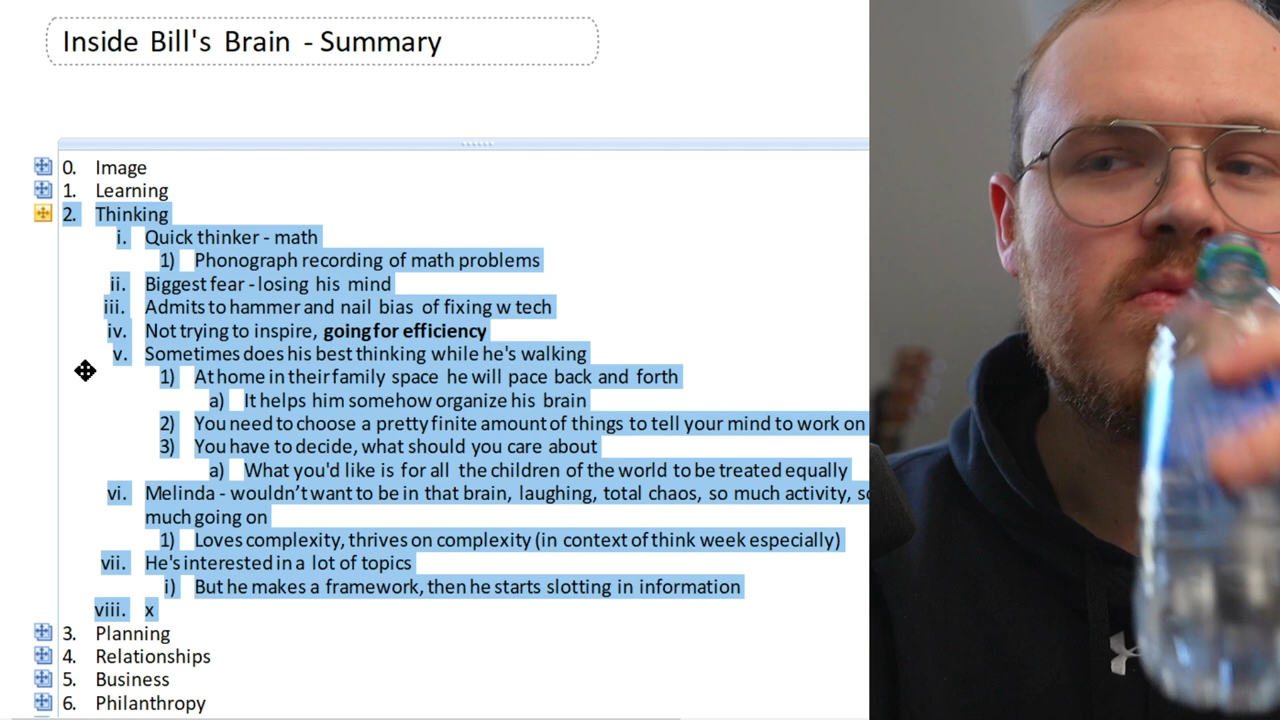 Inside Bill's Brain - Summary
0. Image
1. Learning
2. Thinking
i. Quick thinker - math
1) Phonograph recording of math problems
ii. Biggest fear - losing his mind
iii. Admits to hammer and nail bias of fixing w tech
iv. Not trying to inspire, going for efficiency
v. Sometimes does his best thinking while he's walking
1) At home in their family space he will pace back and forth
a) It helps him somehow organize his brain
2) You need to choose a pretty finite amount of things to tell your mind to work on
3) You have to decide, what should you care about
a) What you'd like is for all the children of the world to be treated equally
vi. Melinda - wouldn't want to be in that brain, laughing, total chaos, so much activity,
much going on
1) Loves complexity, thrives on complexity (in context of think week especially)
vii. He's interested in a lot of topics
i) But he makes a framework, then he starts slotting in information
viii. x
3. Planning
4. Relationships
5. Business
6. Philanthropy